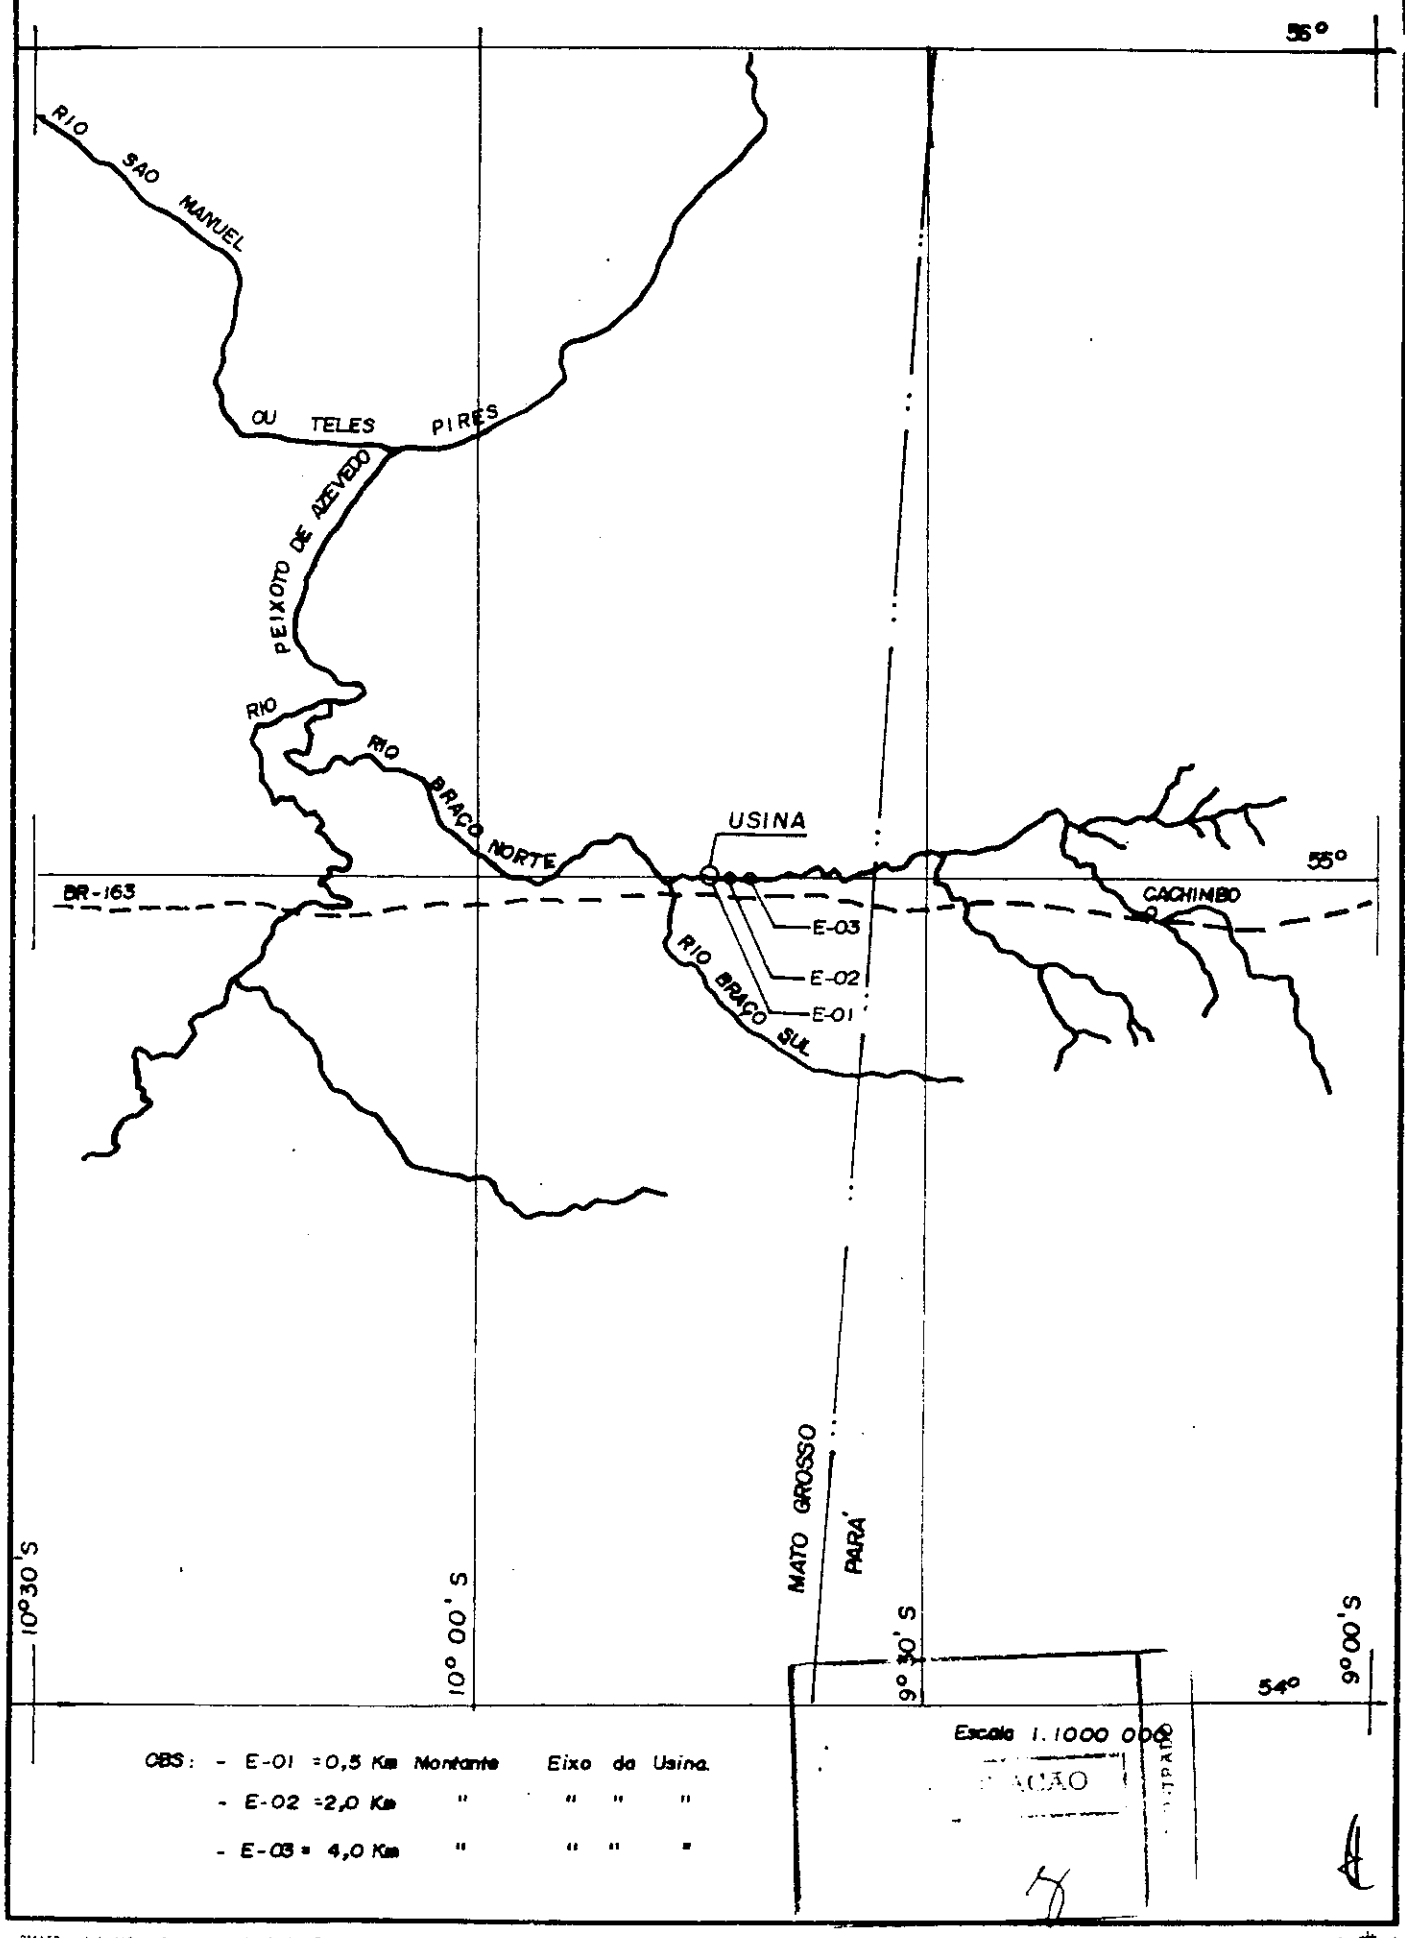 56°
RIO SAO MANUEL
OU TELES PIRES
RIO PEIXOTO DE AZEVEDO
RIO BRAÇO NORTE
USINA
55°
BR-163
CACHIMBO
E-03
E-02
E-01
RIO BRAÇO SUL
MATO GROSSO
PARÁ
10°30'S
10°00'S
9°30'S
9°00'S
54°
Escala 1.1000 000
OBS: - E-01 = 0,5 Km Montante Eixo da Usina.
- E-02 = 2,0 Km " " " "
- E-03 = 4,0 Km " " " "